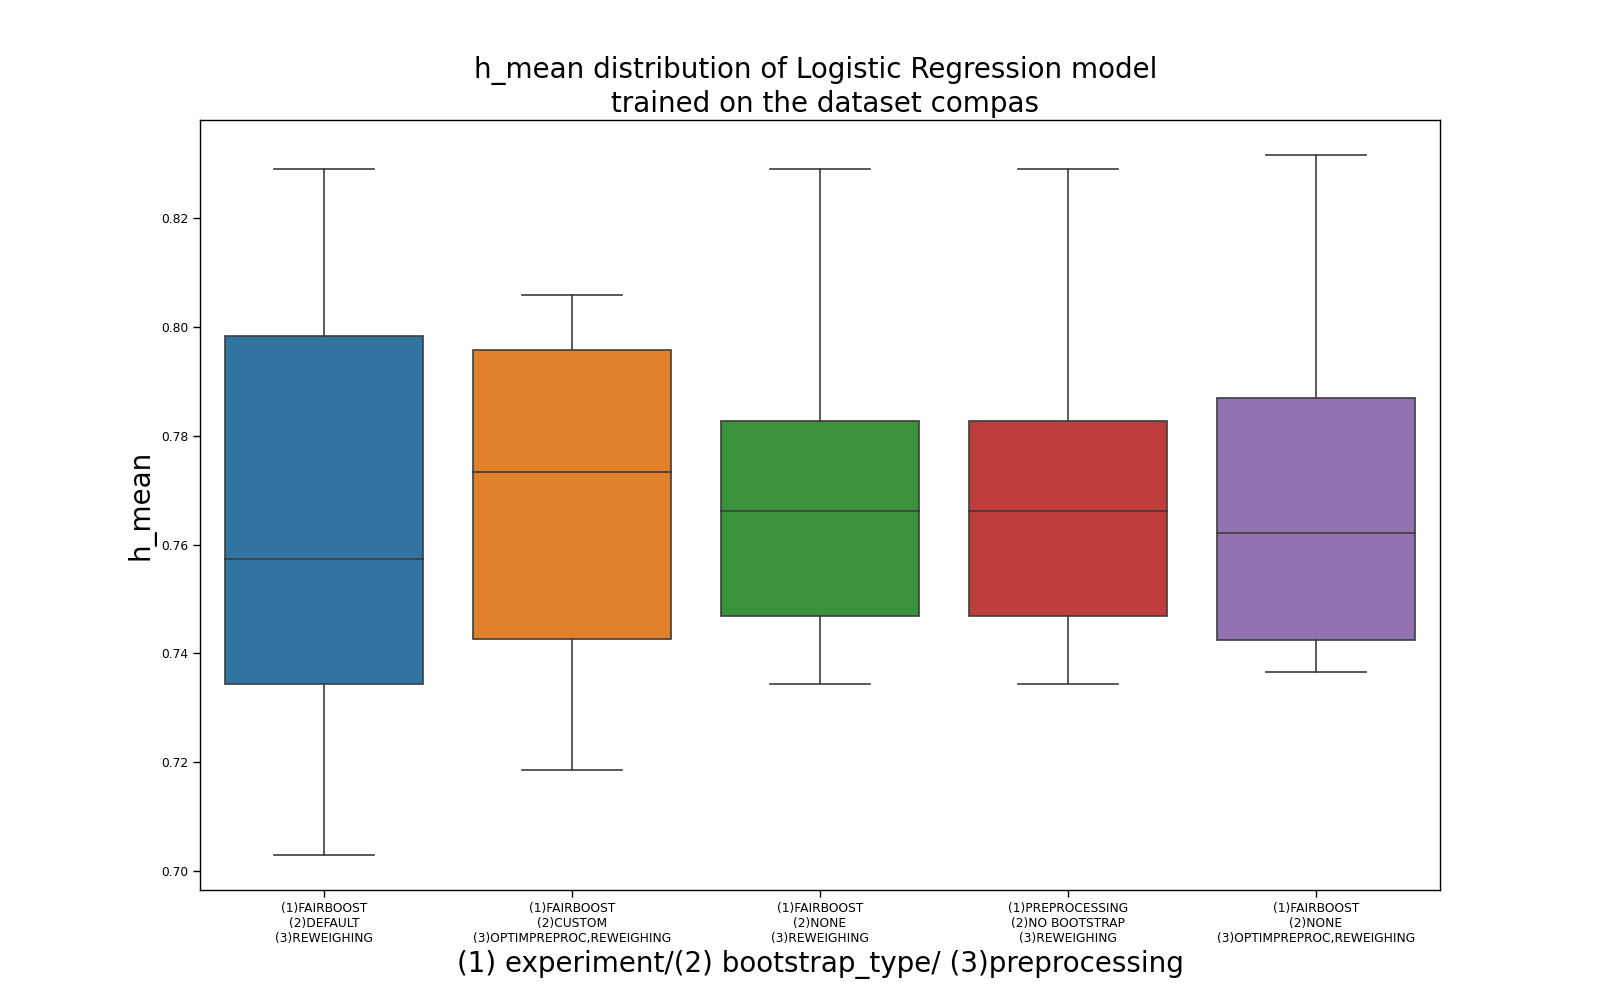 h_mean distribution of Logistic Regression model
trained on the dataset compas
h_mean
0.82
0.80
0.78
0.76
0.74
0.72
0.70
(1)FAIRBOOST
(2)DEFAULT
(3)REWEIGHING
(1)FAIRBOOST
(2)CUSTOM
(3)OPTIMPREPROC,REWEIGHING
(1)FAIRBOOST
(2)NONE
(3)REWEIGHING
(1)PREPROCESSING
(2)NO BOOTSTRAP
(3)REWEIGHING
(1)FAIRBOOST
(2)NONE
(3)OPTIMPREPROC,REWEIGHING
(1) experiment/(2) bootstrap_type/ (3)preprocessing